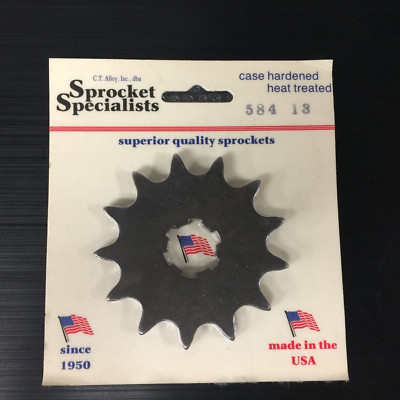 C.T. Alloy, Inc., dba
Sprocket
Specialists
case hardened
heat treated
584 13
superior quality sprockets
since
1950
made in the
USA